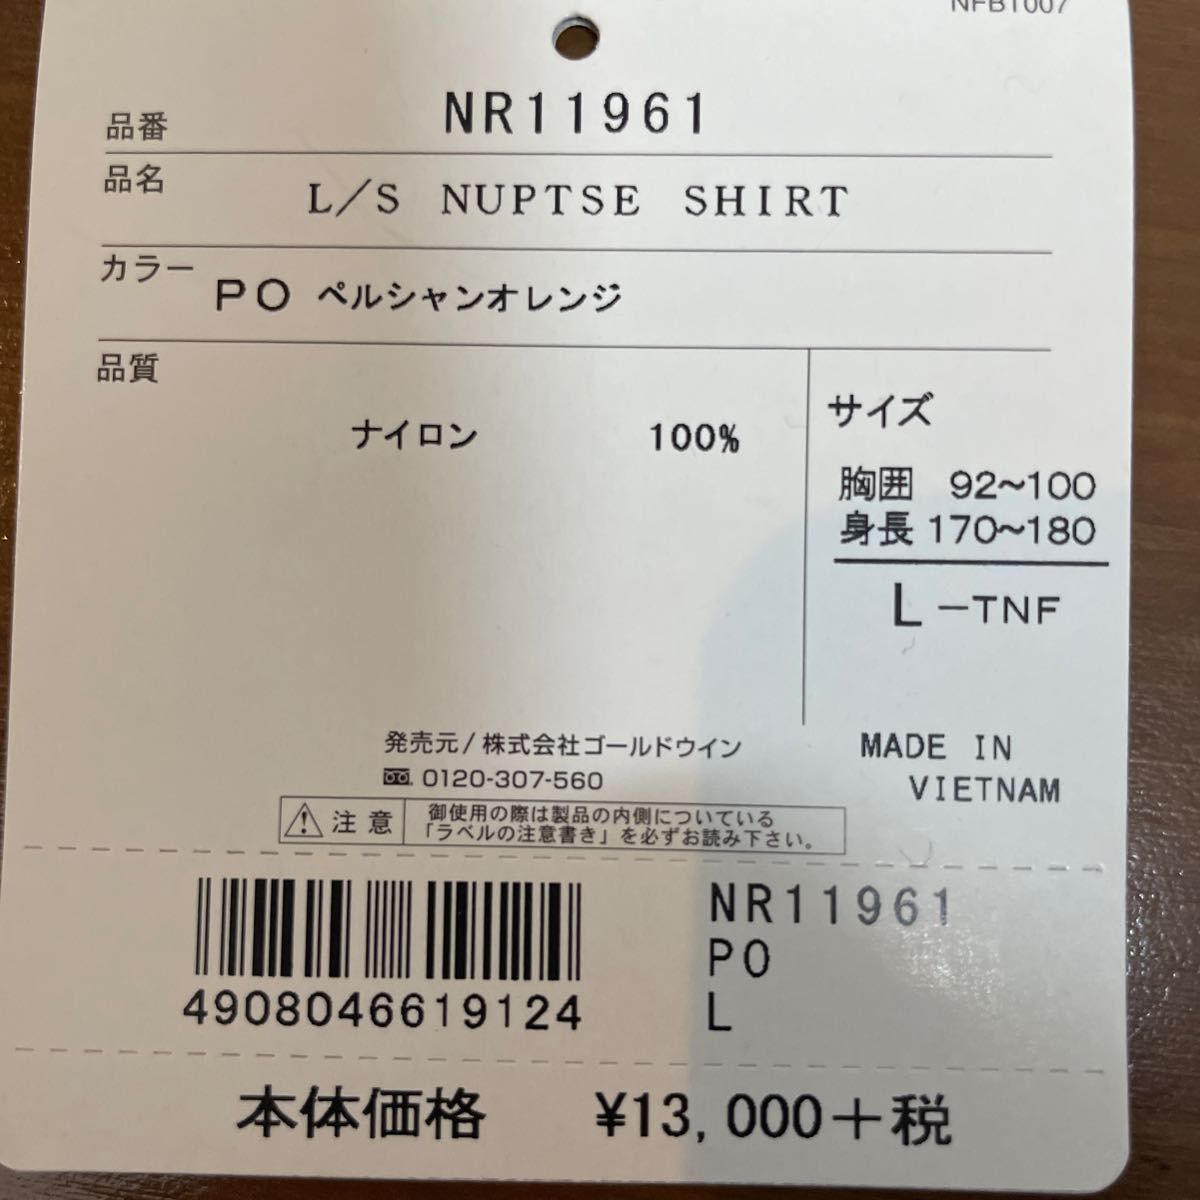 NFBT007
品番 NR11961
品名 L/S NUPTSE SHIRT
カラー PO ペルシャンオレンジ
品質
ナイロン 100%
サイズ
胸囲 92~100
身長 170~180
L-TNF
発売元/株式会社ゴールドウイン
0120-307-560
MADE IN
VIETNAM
注意 御使用の際は製品の内側についている
「ラベルの注意書き」を必ずお読み下さい。
4908046619124
NR11961
PO
L
本体価格 ¥13,000+税